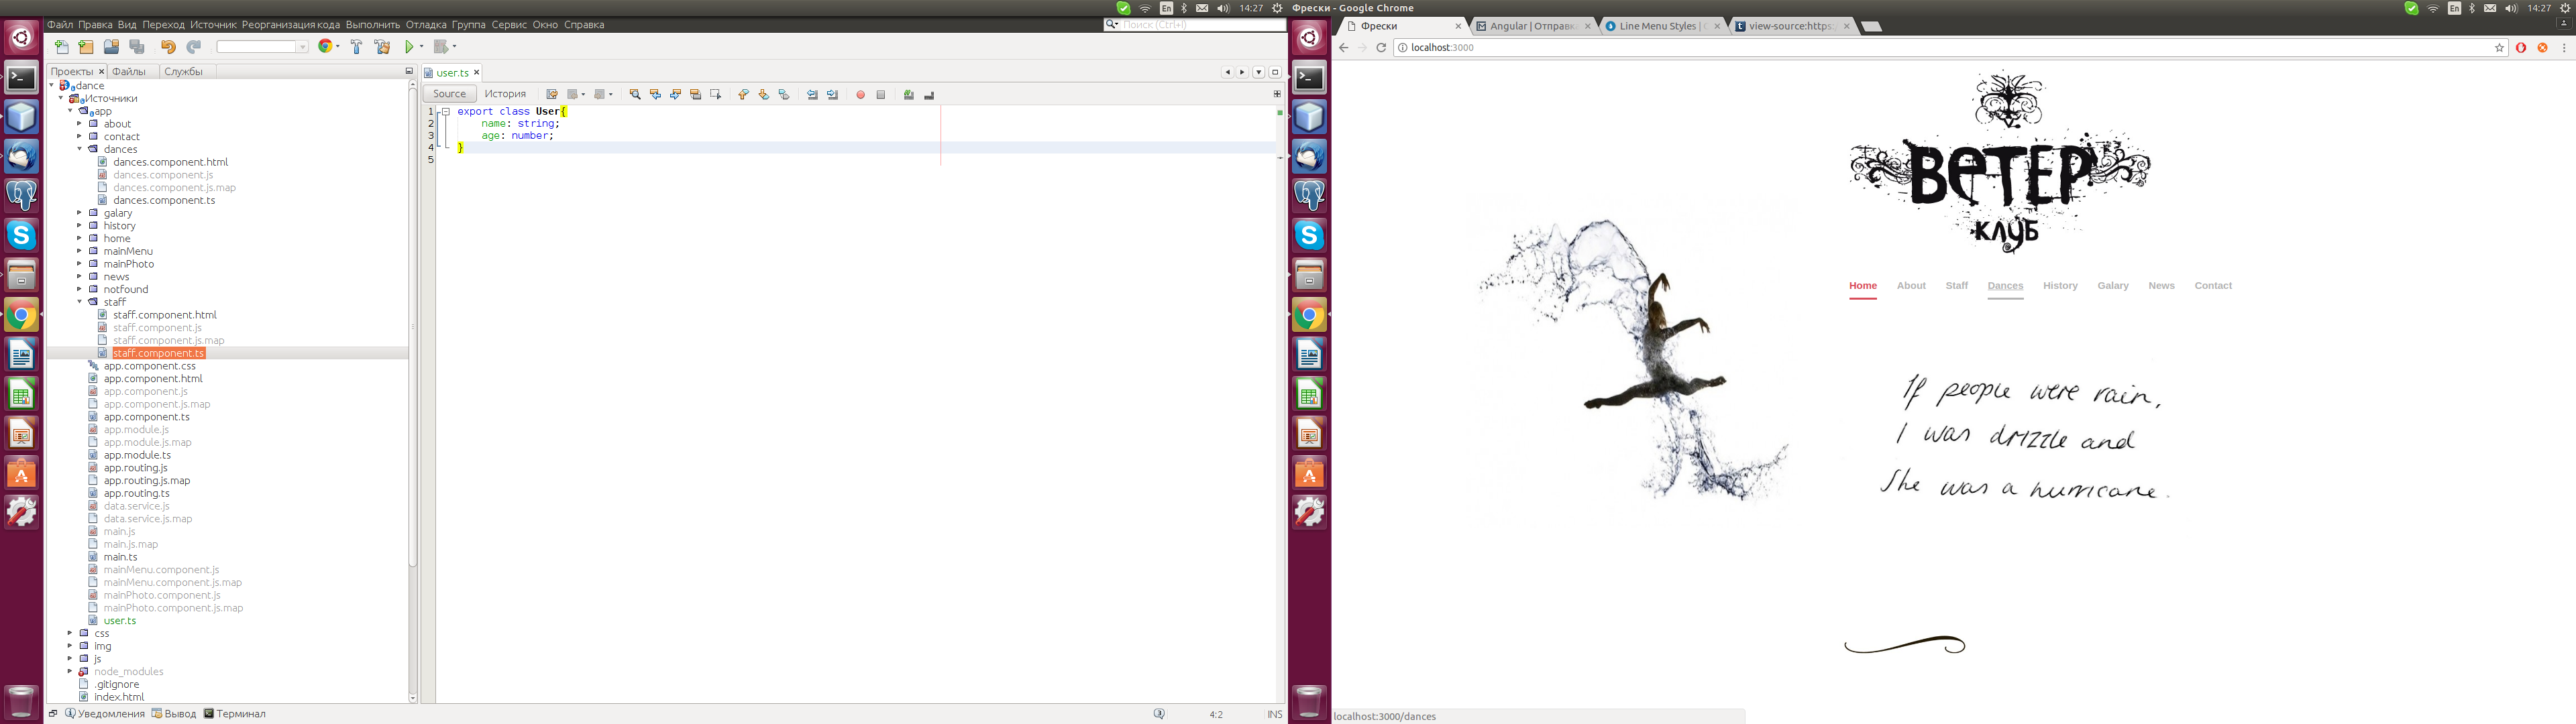 14:27
Файл Правка Вид Переход Источник Реорганизация кода Выполнить Отладка Группа Сервис Окно Справка
Поиск (Ctrl+I)
Проекты Файлы Службы
dance
Источники
app
about
contact
dances
dances.component.html
dances.component.js
dances.component.js.map
dances.component.ts
galary
history
home
mainMenu
mainPhoto
news
notfound
staff
staff.component.html
staff.component.js
staff.component.js.map
staff.component.ts
app.component.css
app.component.html
app.component.js
app.component.js.map
app.component.ts
app.module.js
app.module.js.map
app.module.ts
app.routing.js
app.routing.js.map
app.routing.ts
data.service.js
data.service.js.map
main.js
main.js.map
main.ts
mainMenu.component.js
mainMenu.component.js.map
mainPhoto.component.js
mainPhoto.component.js.map
user.ts
css
img
js
node_modules
.gitignore
index.html
Уведомления Вывод Терминал
user.ts
Source История
1 export class User{
2 name: string;
3 age: number;
4 }
5
4:2 INS
Фрески - Google Chrome
En 14:27
Фрески
Angular | Отправка
Line Menu Styles | C
view-source:https:
localhost:3000
ВЕТЕР
КЛУБ
Home About Staff Dances History Galary News Contact
If people were rain,
I was drizzle and
She was a hurricane.
localhost:3000/dances